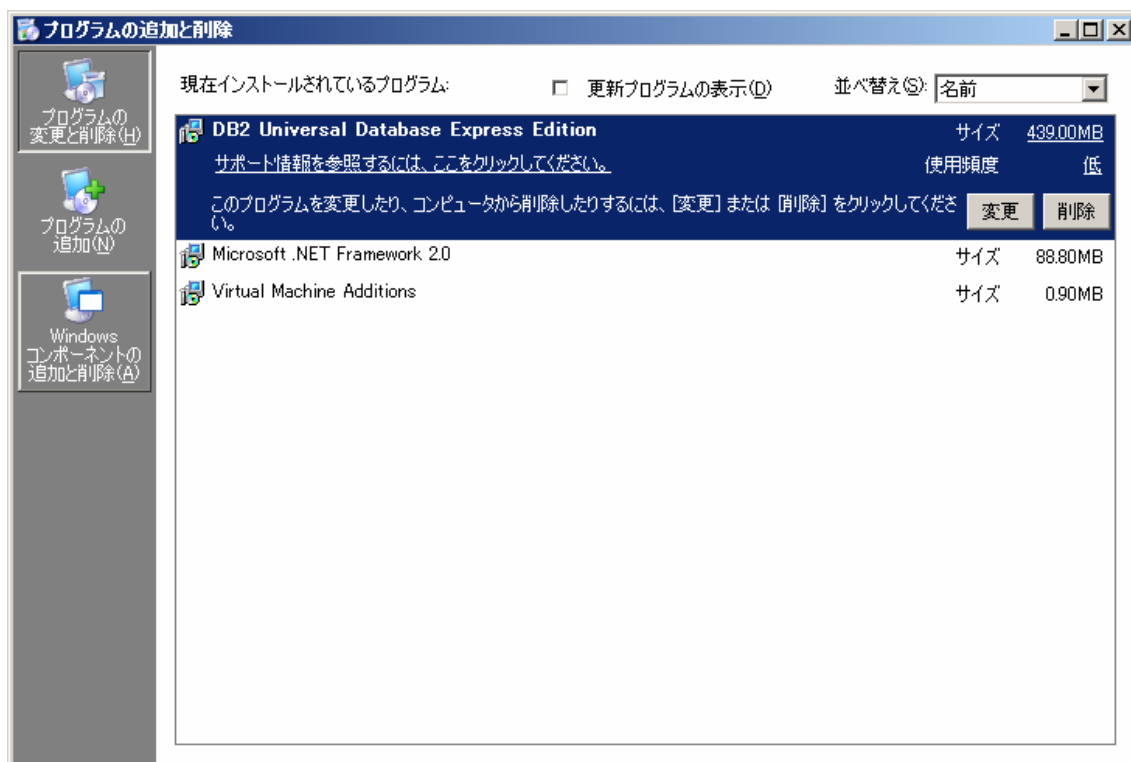 プログラムの追加と削除
プログラムの
変更と削除(H)
プログラムの
追加(N)
Windows
コンポーネントの
追加と削除(A)
現在インストールされているプログラム:
更新プログラムの表示(D)
並べ替え(S):
名前
DB2 Universal Database Express Edition
サイズ 439.00MB
サポート情報を参照するには、ここをクリックしてください。
使用頻度 低
このプログラムを変更したり、コンピュータから削除したりするには、[変更] または [削除] をクリックしてくださ
い。
変更
削除
Microsoft .NET Framework 2.0
サイズ 88.80MB
Virtual Machine Additions
サイズ 0.90MB